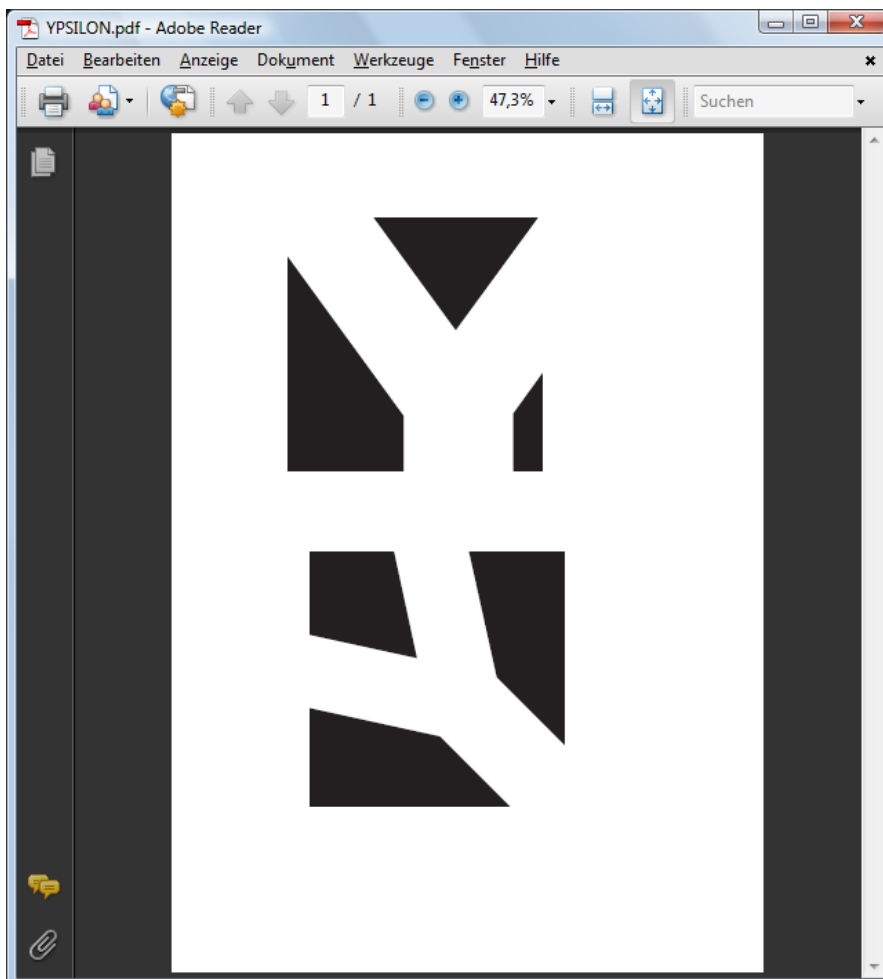 YPSILON.pdf - Adobe Reader
Datei Bearbeiten Anzeige Dokument Werkzeuge Fenster Hilfe
1 / 1 47,3% Suchen
Y
Y